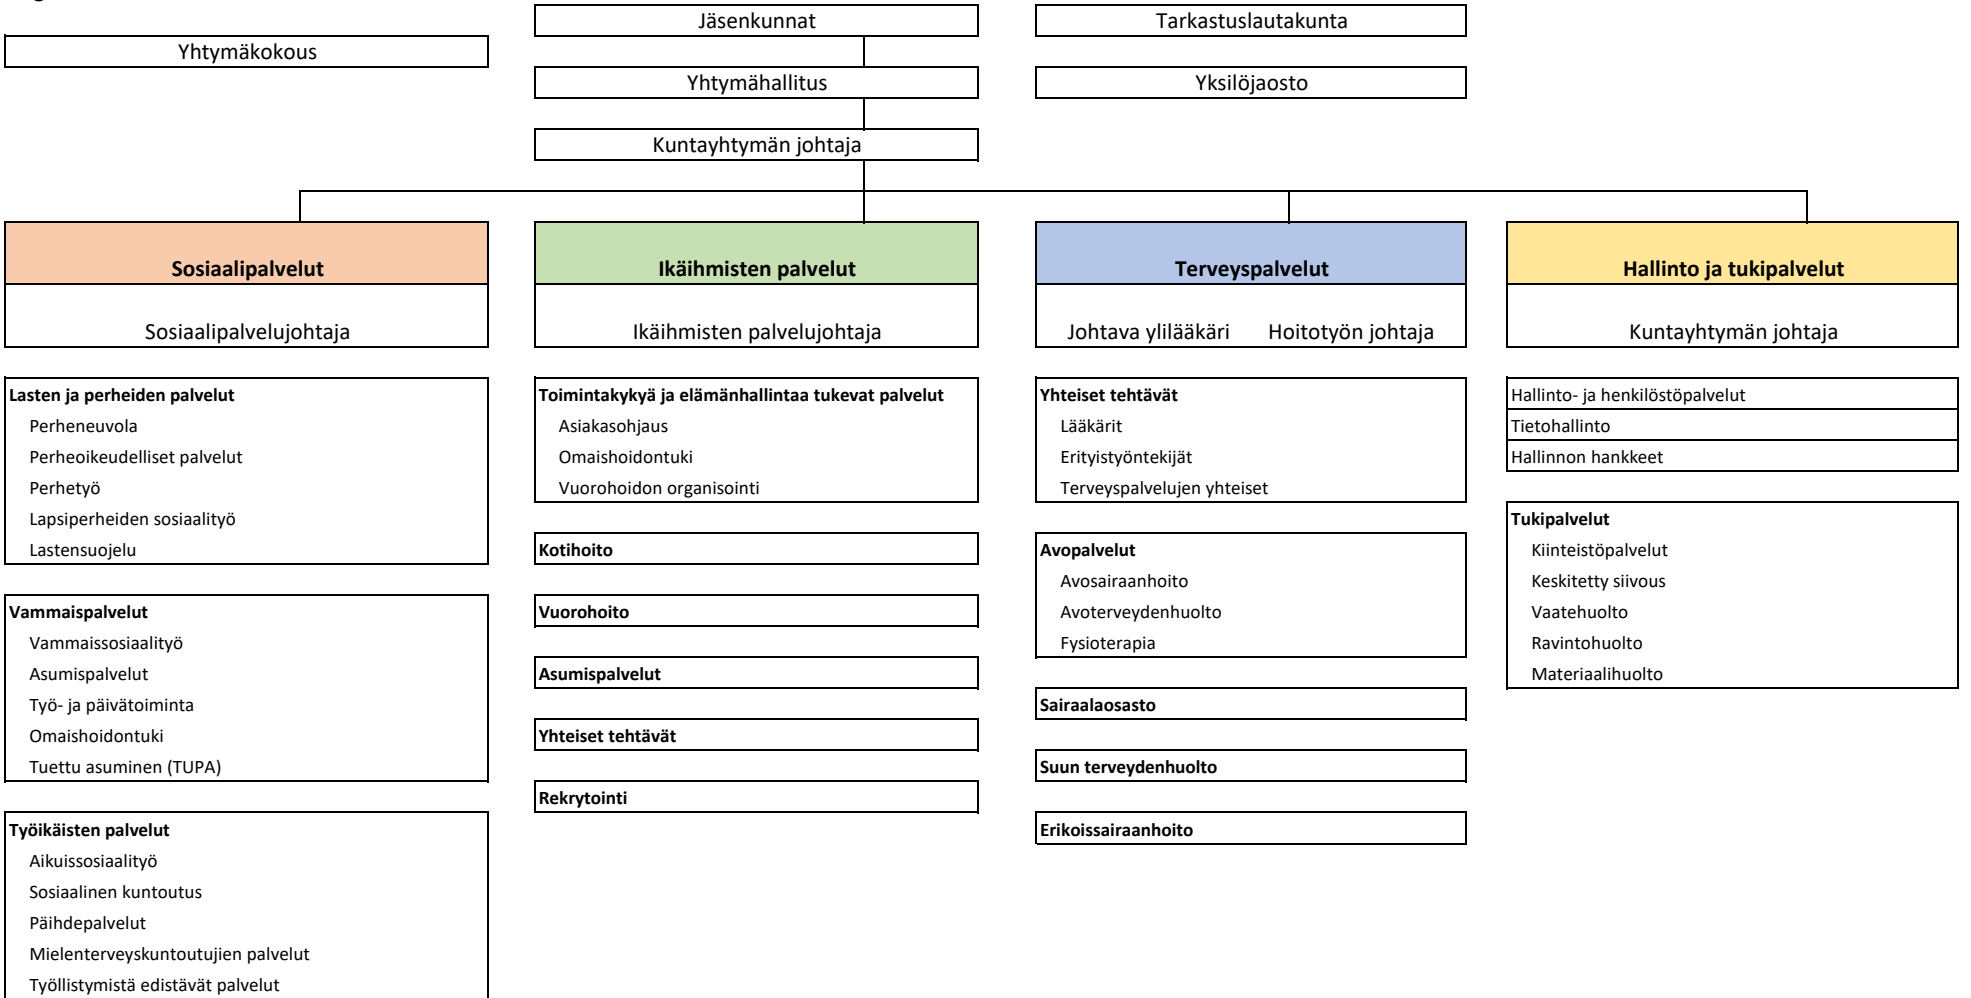 Jäsenkunnat
Tarkastuslautakunta
Yhtymäkokous
Yhtymähallitus
Yksilöjaosto
Kuntayhtymän johtaja
Sosiaalipalvelut
Sosiaalipalvelujohtaja
Lasten ja perheiden palvelut
Perheneuvola
Perheoikeudelliset palvelut
Perhetyö
Lapsiperheiden sosiaalityö
Lastensuojelu
Vammaispalvelut
Vammaissosiaalityö
Asumispalvelut
Työ- ja päivätoiminta
Omaishoidontuki
Tuettu asuminen (TUPA)
Työikäisten palvelut
Aikuissosiaalityö
Sosiaalinen kuntoutus
Päihdepalvelut
Mielenterveyskuntoutujien palvelut
Työllistymistä edistävät palvelut
Ikäihmisten palvelut
Ikäihmisten palvelujohtaja
Toimintakykyä ja elämänhallintaa tukevat palvelut
Asiakasohjaus
Omaishoidontuki
Vuorohoidon organisointi
Kotihoito
Vuorohoito
Asumispalvelut
Yhteiset tehtävät
Rekrytointi
Terveyspalvelut
Johtava ylilääkäri Hoitotyön johtaja
Yhteiset tehtävät
Lääkärit
Erityistyöntekijät
Terveyspalvelujen yhteiset
Avopalvelut
Avosairaanhoito
Avoterveydenhuolto
Fysioterapia
Sairaalaosasto
Suun terveydenhuolto
Erikoissairaanhoito
Hallinto ja tukipalvelut
Kuntayhtymän johtaja
Hallinto- ja henkilöstöpalvelut
Tietohallinto
Hallinnon hankkeet
Tukipalvelut
Kiinteistöpalvelut
Keskitetty siivous
Vaatehuolto
Ravintohuolto
Materiaalihuolto